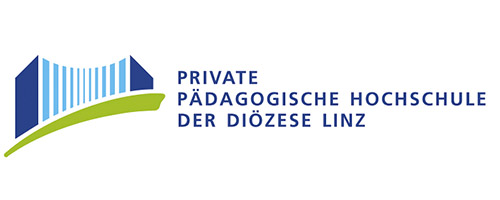 PRIVATE
PÄDAGOGISCHE HOCHSCHULE
DER DIÖZESE LINZ